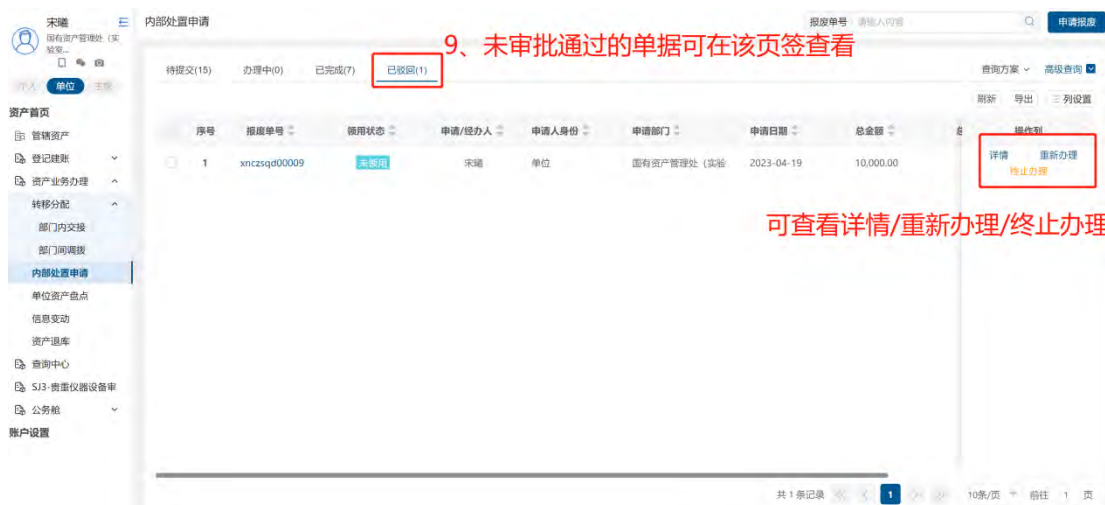 宋曦
国有资产管理处（实
验室...
个人 单位 主管
资产首页
管辖资产
登记建账
资产业务办理
转移分配
部门内交接
部门间调拨
内部处置申请
单位资产盘点
信息变动
资产退库
查询中心
SJ3-贵重仪器设备审
公务舱
账户设置
内部处置申请
报废单号 请输入内容 申请报废
9、未审批通过的单据可在该页签查看
待提交(15) 办理中(0) 已完成(7) 已驳回(1) 查询方案 高级查询
刷新 导出 列设置
序号 报废单号 领用状态 申请/经办人 申请人身份 申请部门 申请日期 总金额 操作列
1 xnczsqd00009 未领用 宋曦 单位 国有资产管理处（实验 2023-04-19 10,000.00 详情 重新办理
终止办理
可查看详情/重新办理/终止办理
共 1 条记录 1 10条/页 前往 1 页